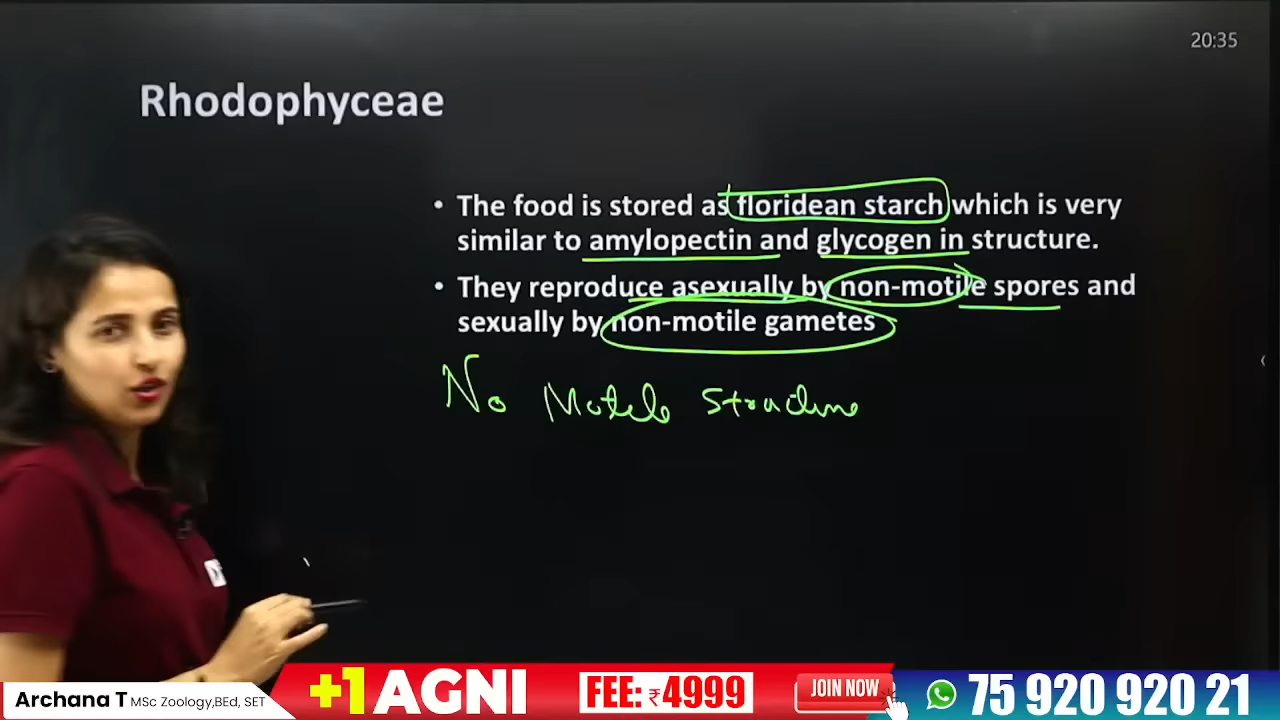 20:35
Rhodophyceae
• The food is stored as floridean starch which is very
similar to amylopectin and glycogen in structure.
• They reproduce asexually by non-motile spores and
sexually by non-motile gametes
No Motile Structure
Archana T MSc Zoology,BEd, SET
+1 AGNI
FEE: ₹4999
JOIN NOW
75 920 920 21